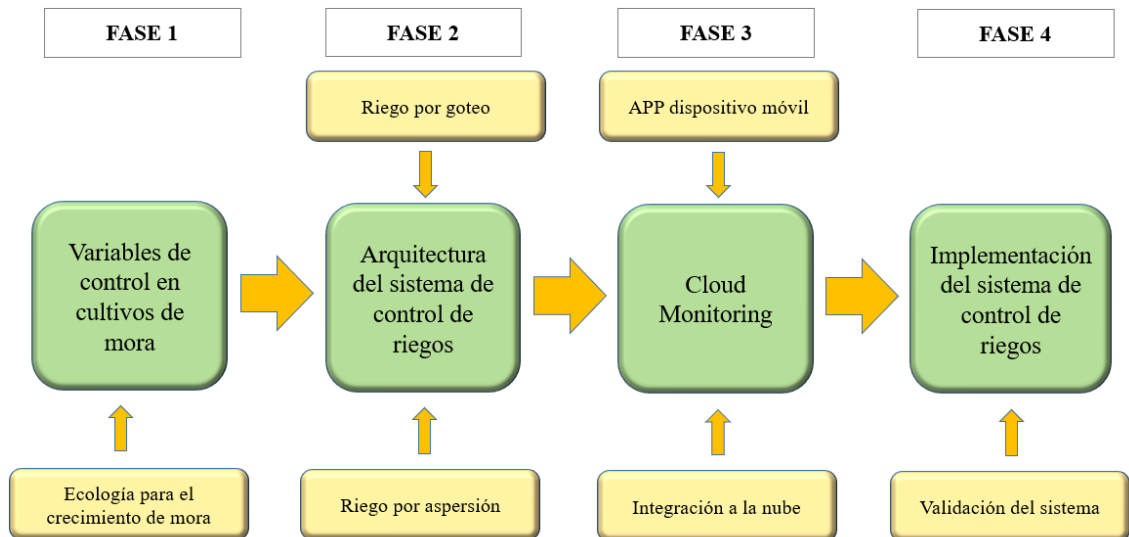 FASE 1
FASE 2
FASE 3
FASE 4
Riego por goteo
APP dispositivo móvil
Variables de
control en
cultivos de
mora
Arquitectura
del sistema de
control de
riegos
Cloud
Monitoring
Implementación
del sistema de
control de
riegos
Ecología para el
crecimiento de mora
Riego por aspersión
Integración a la nube
Validación del sistema